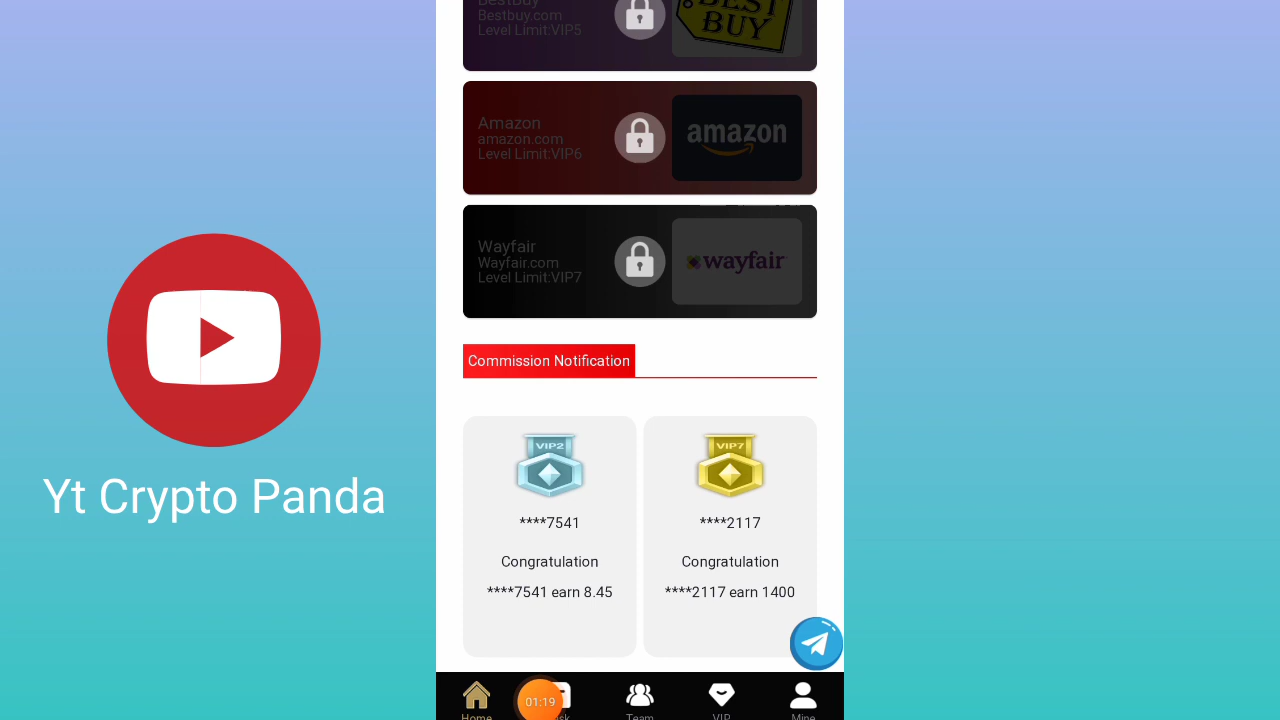 BestBuy
Bestbuy.com
Level Limit:VIP5
BEST
BUY
Amazon
amazon.com
Level Limit:VIP6
amazon
Wayfair
Wayfair.com
Level Limit:VIP7
wayfair
Commission Notification
VIP2
****7541
Congratulation
****7541 earn 8.45
VIP7
****2117
Congratulation
****2117 earn 1400
Yt Crypto Panda
Home
01:19
Team
VIP
Mine